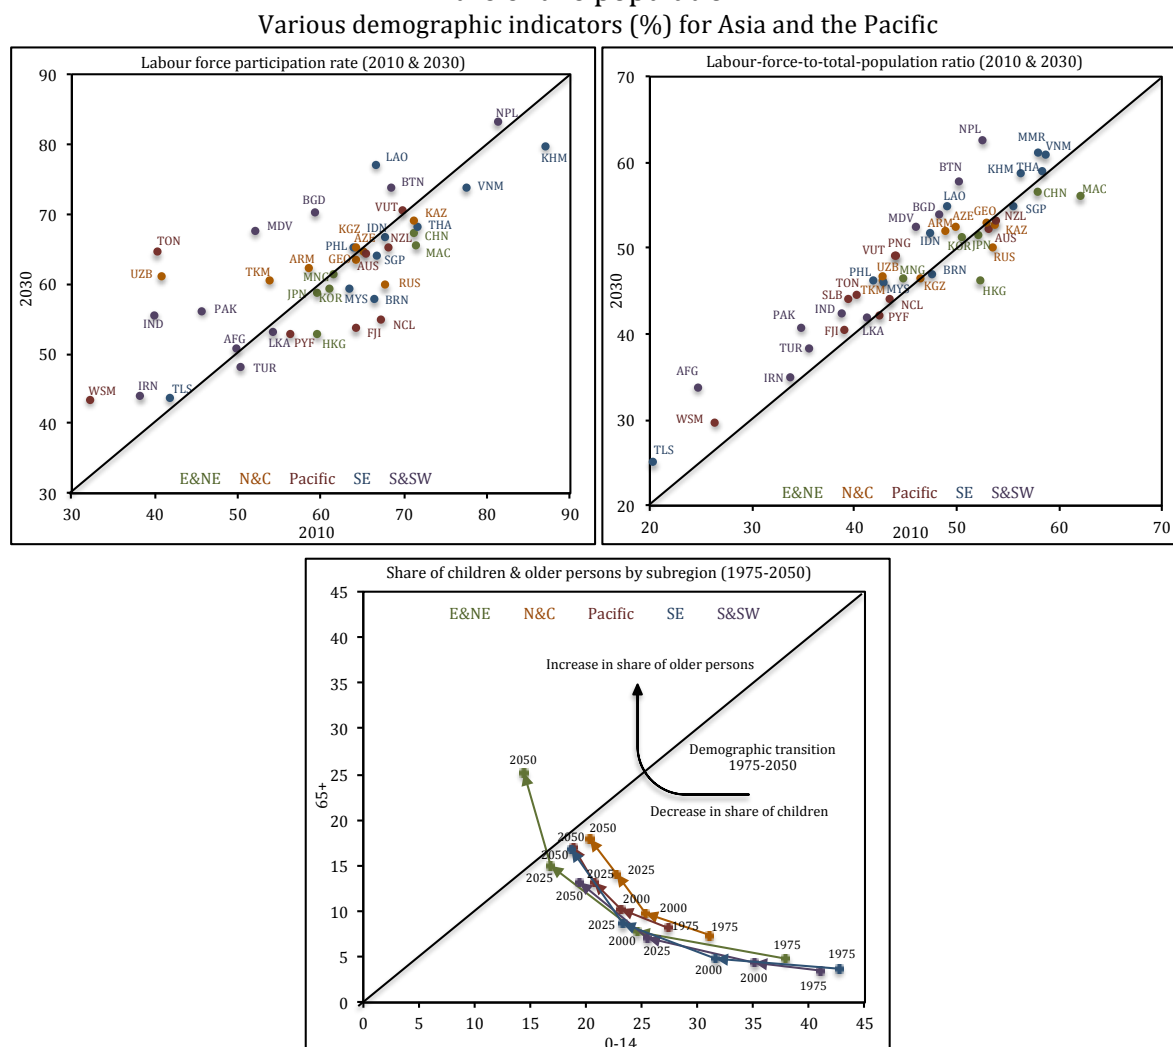 Various demographic indicators (%) for Asia and the Pacific
Labour force participation rate (2010 & 2030)
90
80
70
60
50
40
30
2030
NPL
KHM
LAO
BTN
VNM
BGD
VUT
KAZ
MDV
KGZ
IDN
THA
TON
PHL
AZE
NZL
CHN
MAC
UZB
TKM
ARM
GEO
AUS
SGP
MNG
RUS
JPN
KOR
MYS
BRN
PAK
IND
AFG
LKA
PYF
HKG
FJI
NCL
TUR
WSM
IRN
TLS
E&NE N&C Pacific SE S&SW
30 40 50 60 70 80 90
2010
Labour-force-to-total-population ratio (2010 & 2030)
70
60
50
40
30
20
2030
NPL
MMR
VNM
BTN
KHM
THA
CHN
MAC
LAO
BGD
SGP
MDV
ARM
AZE
GEO
NZL
KAZ
IDN
KOR
JPN
AUS
RUS
VUT
PNG
PHL
UZB
MNG
BRN
TON
TKM
MYS
KGZ
HKG
SLB
NCL
IND
PYF
PAK
FJI
LKA
TUR
IRN
AFG
WSM
TLS
E&NE N&C Pacific SE S&SW
20 30 40 50 60 70
2010
Share of children & older persons by subregion (1975-2050)
45
40
35
30
25
20
15
10
5
0
65+
E&NE N&C Pacific SE S&SW
Increase in share of older persons
Demographic transition
1975-2050
Decrease in share of children
2050
2050
2050
2050
2025
2025
2025
2050
2000
2000
2025
1975
1975
2000
2025
1975
1975
2000
2000
1975
0 5 10 15 20 25 30 35 40 45
0-14